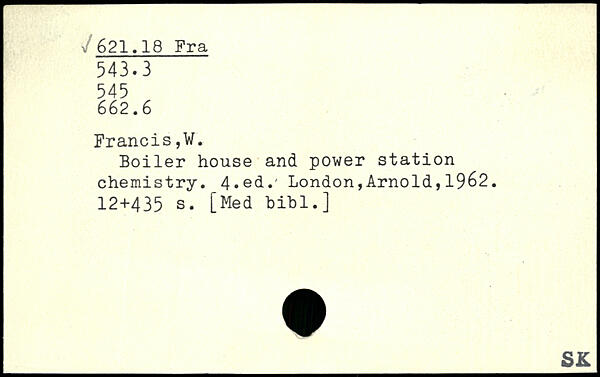 ✓ 621.18 Fra
543.3
545
662.6
Francis,W.
Boiler house and power station
chemistry. 4.ed. London,Arnold,1962.
12+435 s. [Med bibl.]
SK